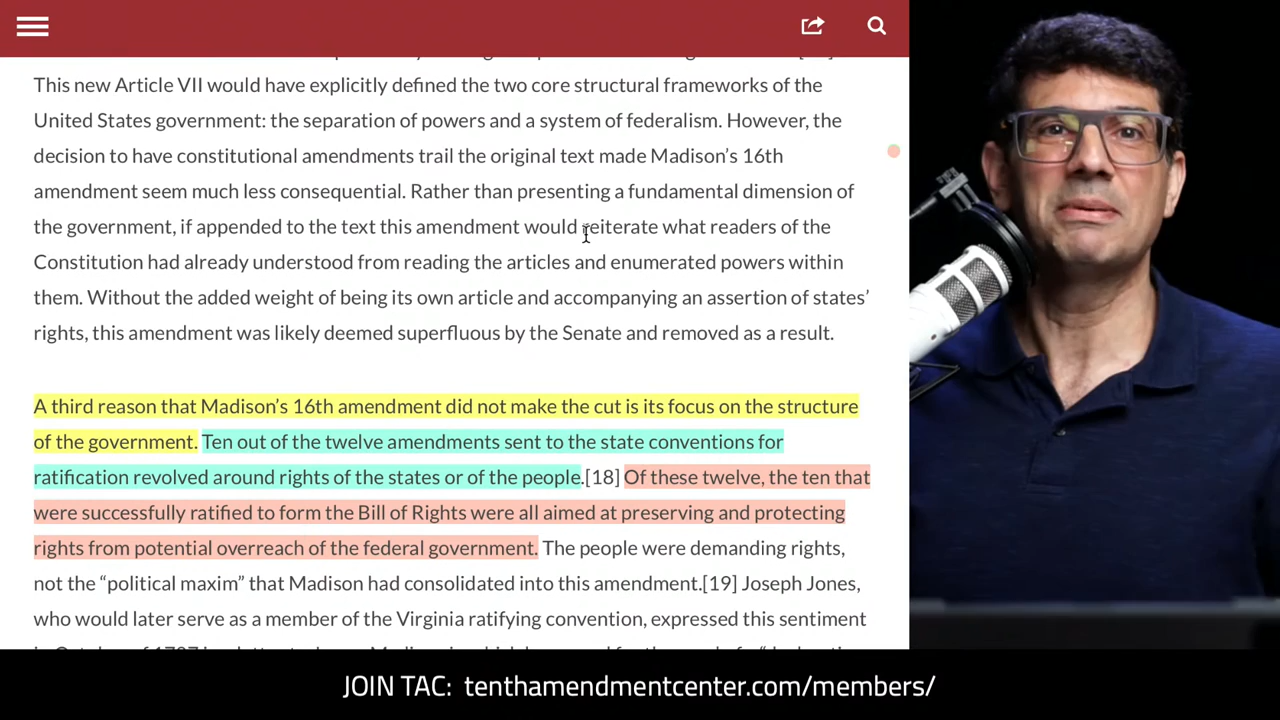 This new Article VII would have explicitly defined the two core structural frameworks of the
United States government: the separation of powers and a system of federalism. However, the
decision to have constitutional amendments trail the original text made Madison’s 16th
amendment seem much less consequential. Rather than presenting a fundamental dimension of
the government, if appended to the text this amendment would reiterate what readers of the
Constitution had already understood from reading the articles and enumerated powers within
them. Without the added weight of being its own article and accompanying an assertion of states’
rights, this amendment was likely deemed superfluous by the Senate and removed as a result.
A third reason that Madison’s 16th amendment did not make the cut is its focus on the structure
of the government. Ten out of the twelve amendments sent to the state conventions for
ratification revolved around rights of the states or of the people.[18] Of these twelve, the ten that
were successfully ratified to form the Bill of Rights were all aimed at preserving and protecting
rights from potential overreach of the federal government. The people were demanding rights,
not the “political maxim” that Madison had consolidated into this amendment.[19] Joseph Jones,
who would later serve as a member of the Virginia ratifying convention, expressed this sentiment
JOIN TAC: tenthamendmentcenter.com/members/